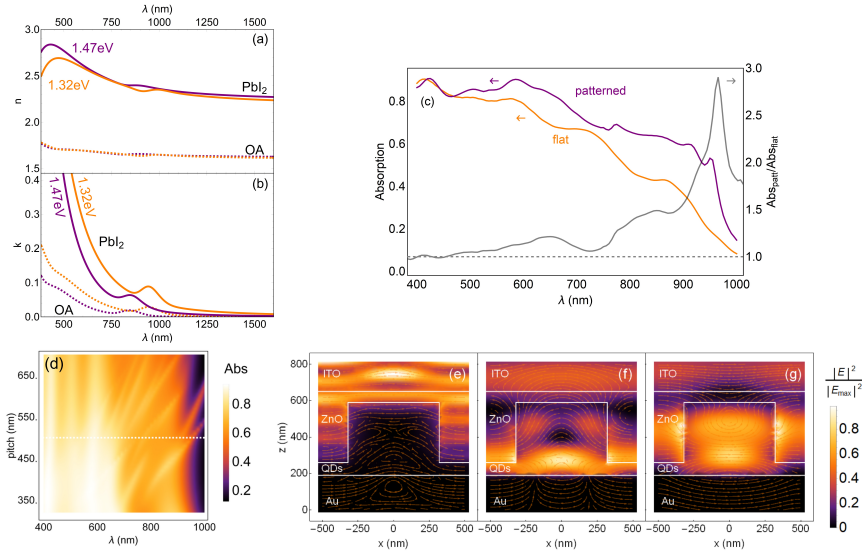 λ (nm)
500 750 1000 1250 1500
3.0
(a)
1.47eV
2.5
PbI2
1.32eV
n
2.0
OA
1.5
(b)
0.4
1.47eV
1.32eV
0.3
k
0.2
PbI2
0.1
OA
0.0
500 750 1000 1250 1500
λ (nm)
3.0
(c)
0.8
patterned
2.5
0.6
flat
Absorption
2.0
Abspatt/Absflat
0.4
0.2
1.5
1.0
0.0
400 500 600 700 800 900 1000
λ (nm)
(d)
Abs
650.
0.8
550.
0.6
pitch (nm)
450.
0.4
350.
0.2
400 600 800 1000
λ (nm)
800
ITO
(e)
ITO
(f)
ITO
(g)
|E|²
|Emax|²
700
600
1
500
ZnO
ZnO
ZnO
0.8
z (nm)
400
0.6
300
0.4
QDs
QDs
QDs
200
0.2
100
Au
Au
Au
0
0
−500 −250 0 250 500
−500 −250 0 250 500
−500 −250 0 250 500
x (nm)
x (nm)
x (nm)